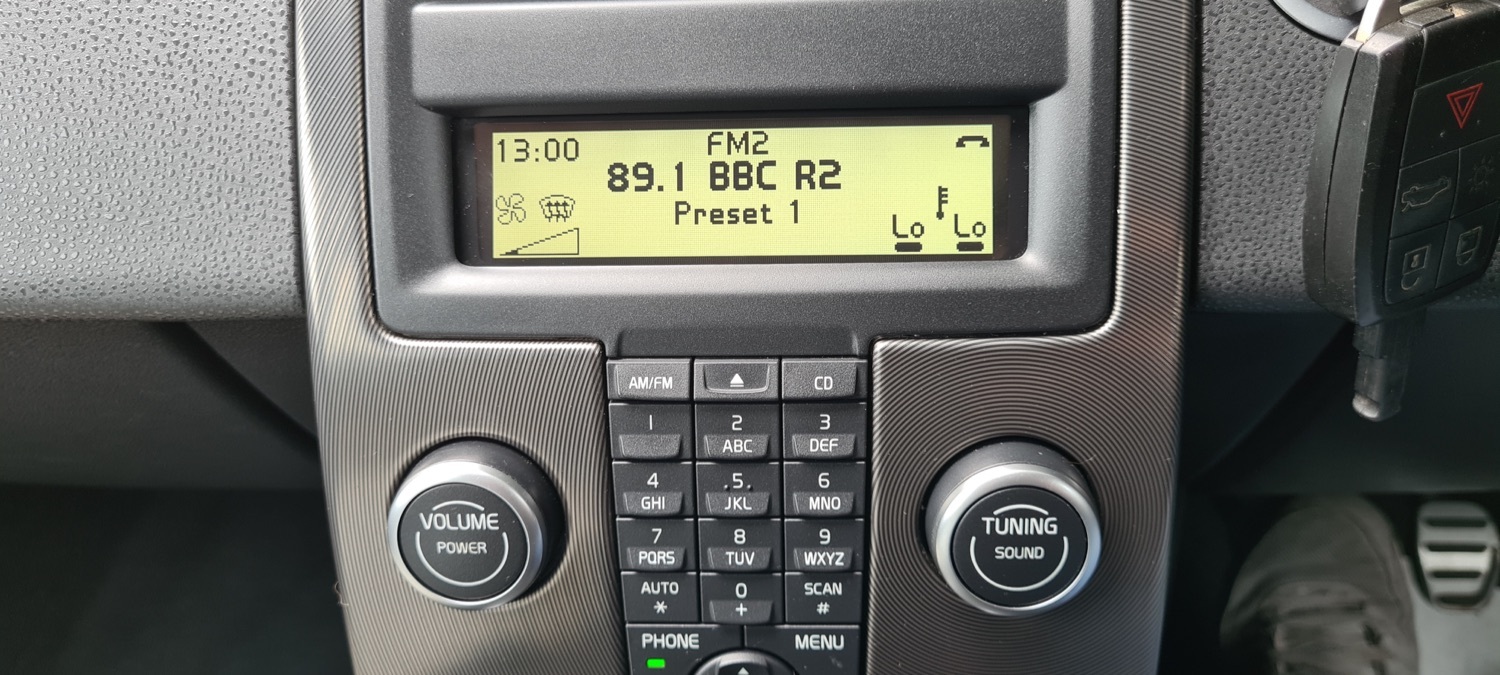 13:00
FM2
89.1 BBC R2
Preset 1
Lo Lo
AM/FM
CD
1
2
ABC
3
DEF
4
GHI
.5.
JKL
6
MNO
7
PQRS
8
TUV
9
WXYZ
AUTO
*
0
+
SCAN
#
PHONE
MENU
VOLUME
POWER
TUNING
SOUND